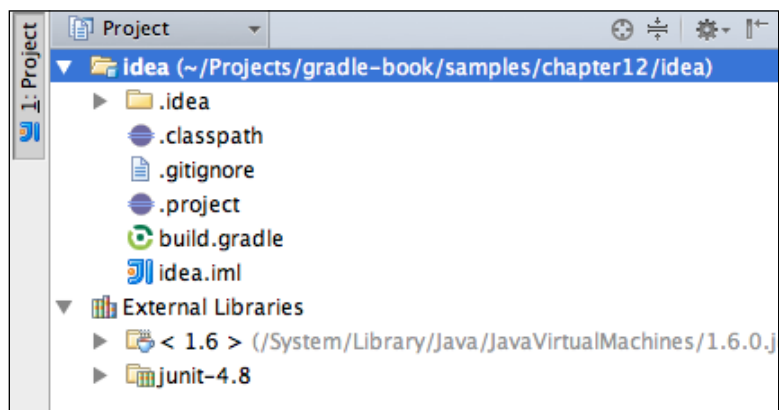 1: Project
Project
idea (~/Projects/gradle-book/samples/chapter12/idea)
.idea
.classpath
.gitignore
.project
build.gradle
idea.iml
External Libraries
< 1.6 > (/System/Library/Java/JavaVirtualMachines/1.6.0.j
junit-4.8